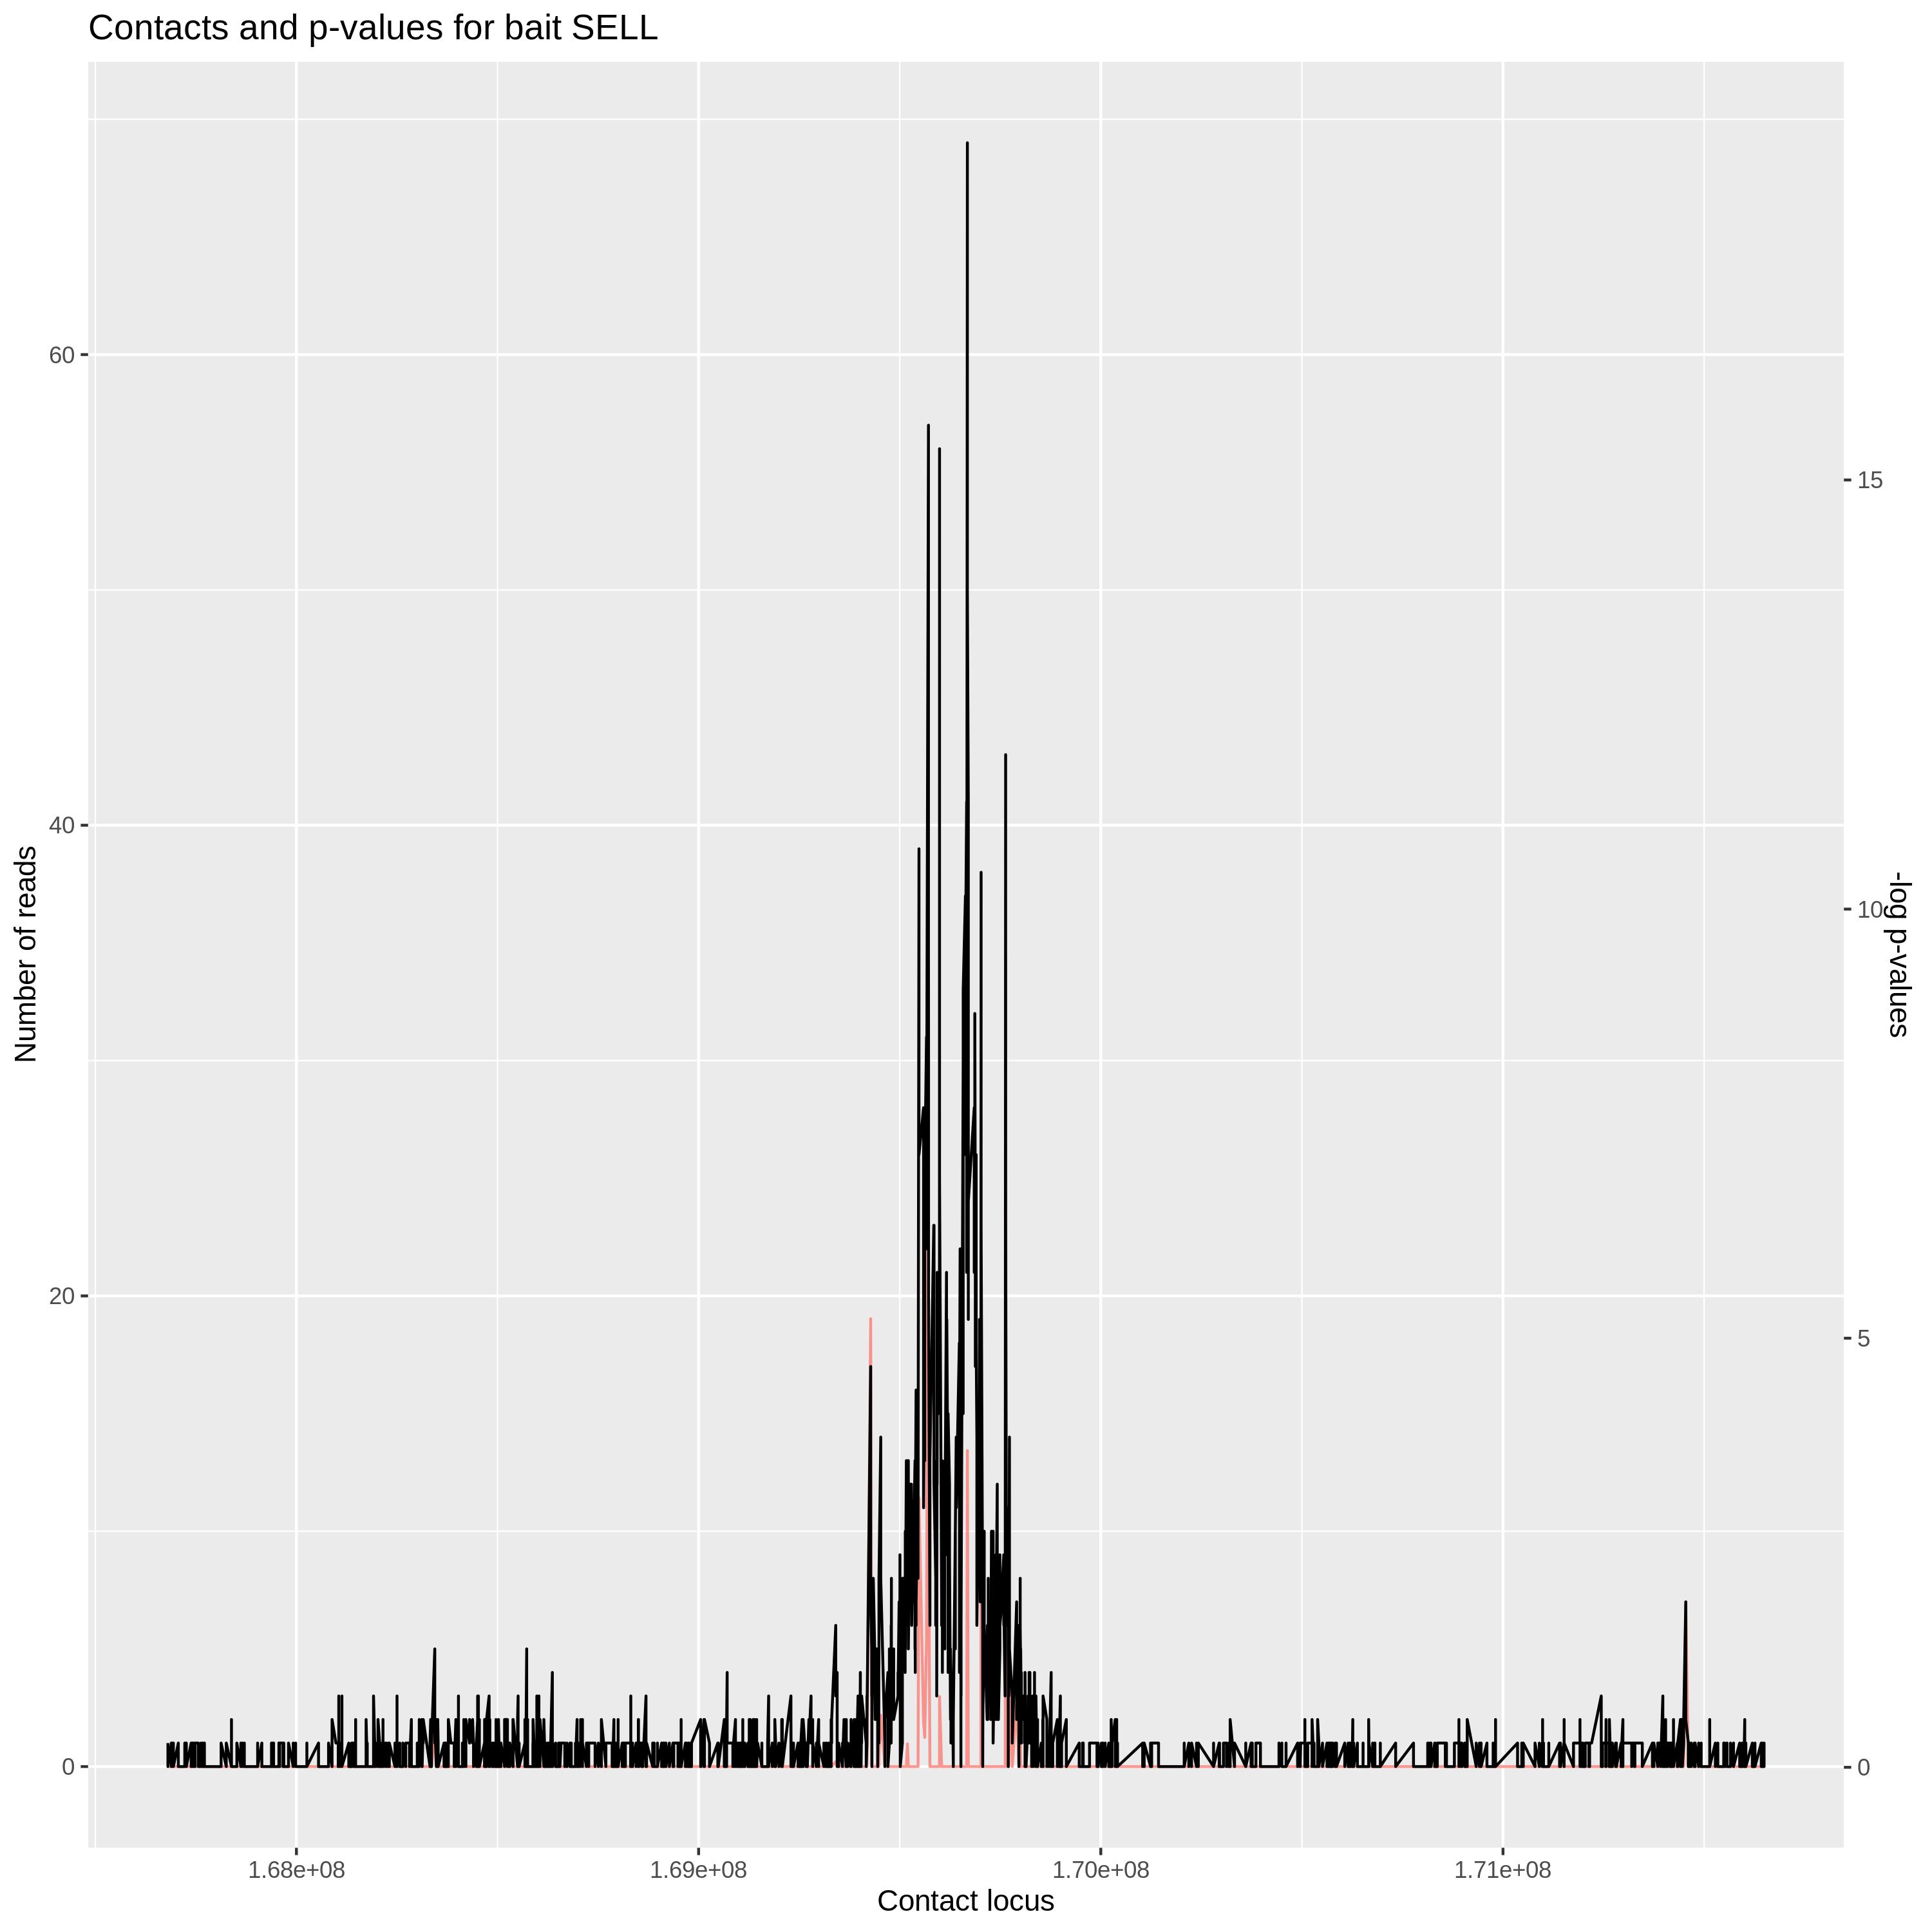 Contacts and p-values for bait SELL
60
40
20
0
Number of reads
15
10
5
0
-log p-values
1.68e+08
1.69e+08
1.70e+08
1.71e+08
Contact locus